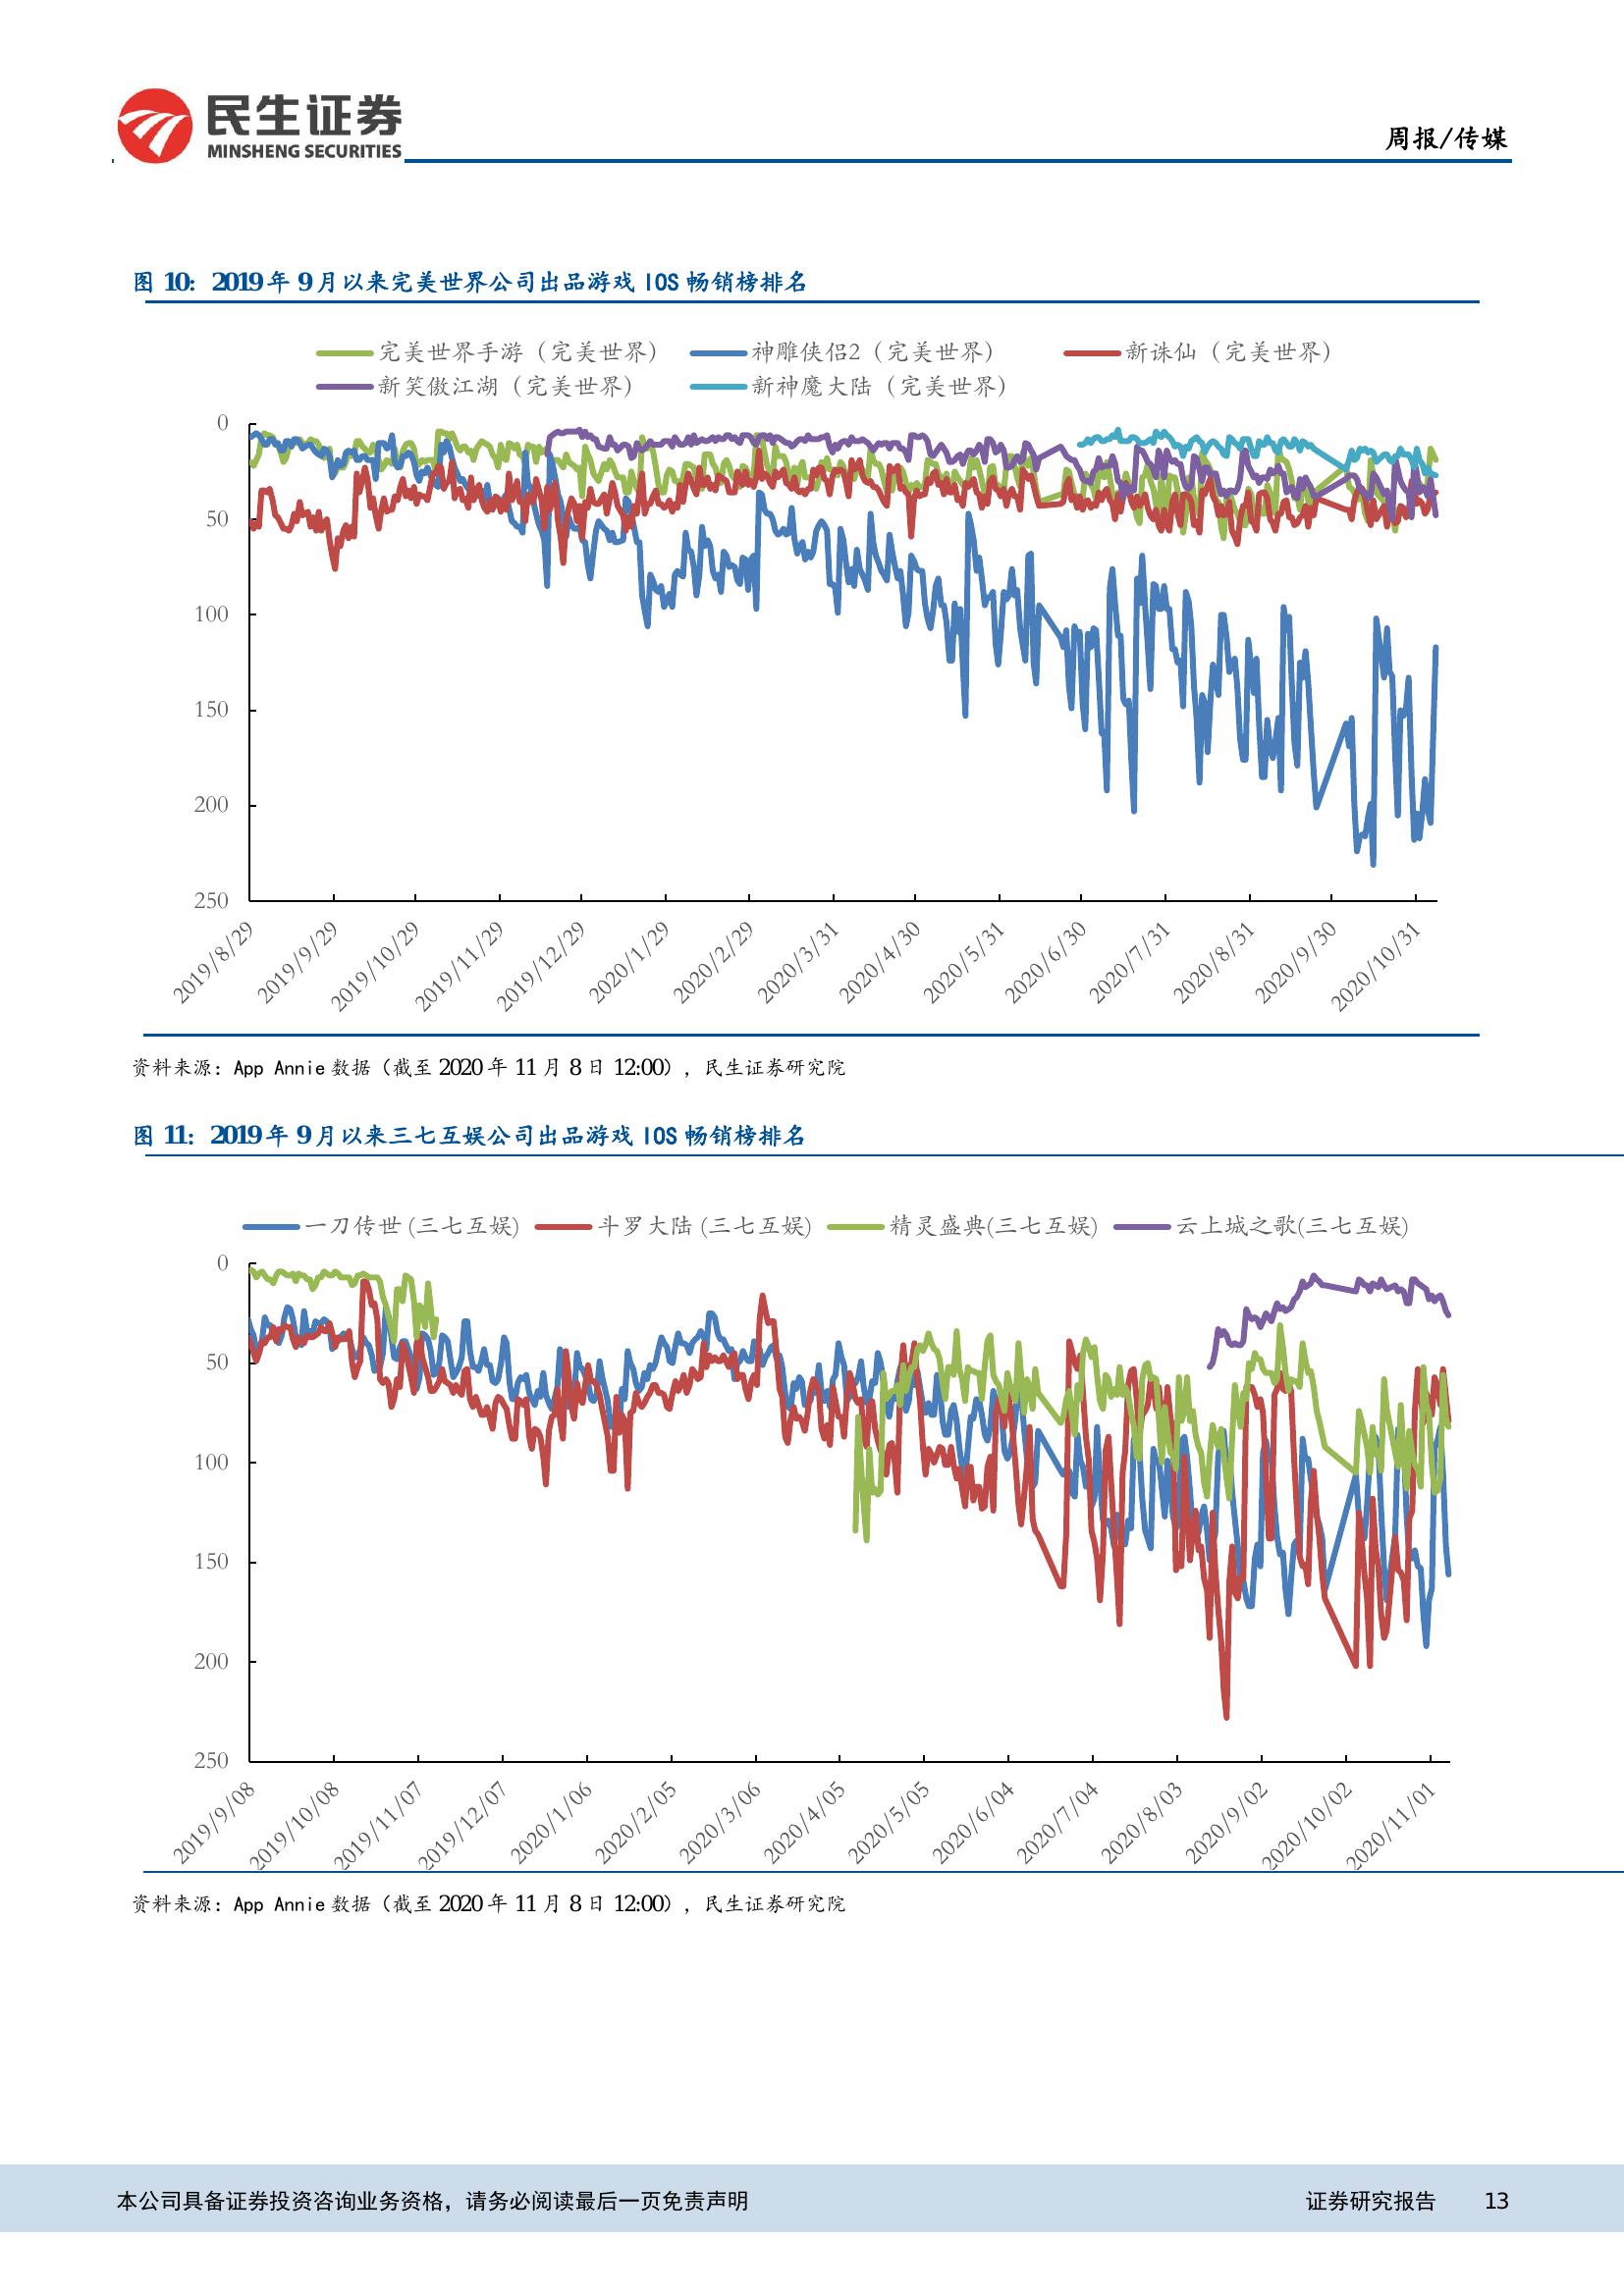 民生证券
MINSHENG SECURITIES
周报/传媒
图 10: 2019 年 9 月以来完美世界公司出品游戏 IOS 畅销榜排名
完美世界手游（完美世界） 神雕侠侣2（完美世界） 新诛仙（完美世界）
新笑傲江湖（完美世界） 新神魔大陆（完美世界）
0
50
100
150
200
250
2019/8/29 2019/9/29 2019/10/29 2019/11/29 2019/12/29 2020/1/29 2020/2/29 2020/3/31 2020/4/30 2020/5/31 2020/6/30 2020/7/31 2020/8/31 2020/9/30 2020/10/31
资料来源：App Annie 数据（截至 2020 年 11 月 8 日 12:00），民生证券研究院
图 11: 2019 年 9 月以来三七互娱公司出品游戏 IOS 畅销榜排名
一刀传世(三七互娱) 斗罗大陆(三七互娱) 精灵盛典(三七互娱) 云上城之歌(三七互娱)
0
50
100
150
200
250
2019/9/08 2019/10/08 2019/11/07 2019/12/07 2020/1/06 2020/2/05 2020/3/06 2020/4/05 2020/5/05 2020/6/04 2020/7/04 2020/8/03 2020/9/02 2020/10/02 2020/11/01
资料来源：App Annie 数据（截至 2020 年 11 月 8 日 12:00），民生证券研究院
本公司具备证券投资咨询业务资格，请务必阅读最后一页免责声明 证券研究报告 13